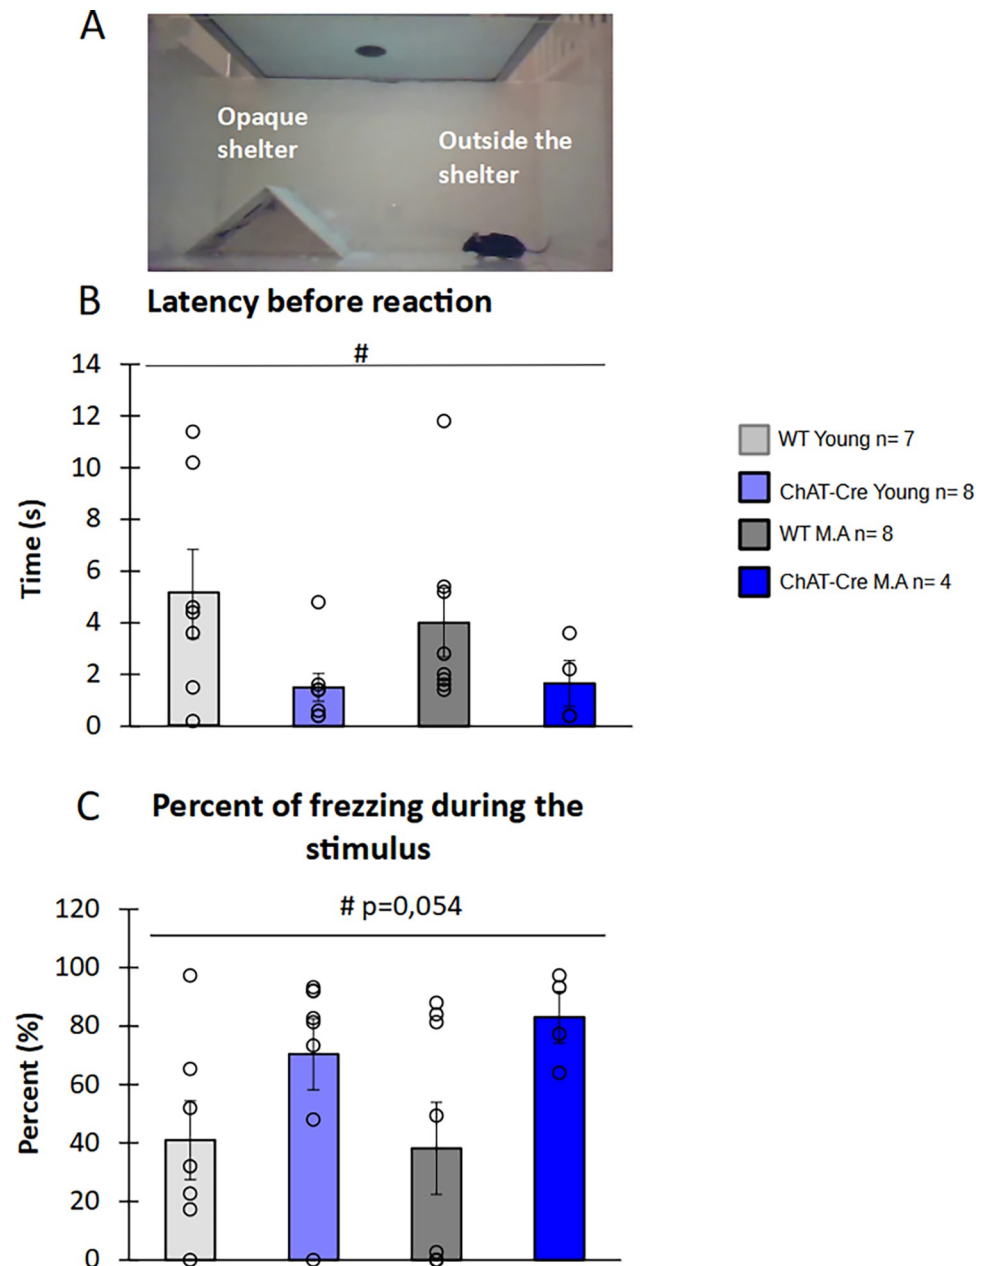 A
Opaque
shelter
Outside the
shelter
B Latency before reaction
#
14
12
10
8
6
4
2
0
Time (s)
WT Young n= 7
ChAT-Cre Young n= 8
WT M.A n= 8
ChAT-Cre M.A n= 4
C Percent of frezzing during the
stimulus
# p=0,054
120
100
80
60
40
20
0
Percent (%)